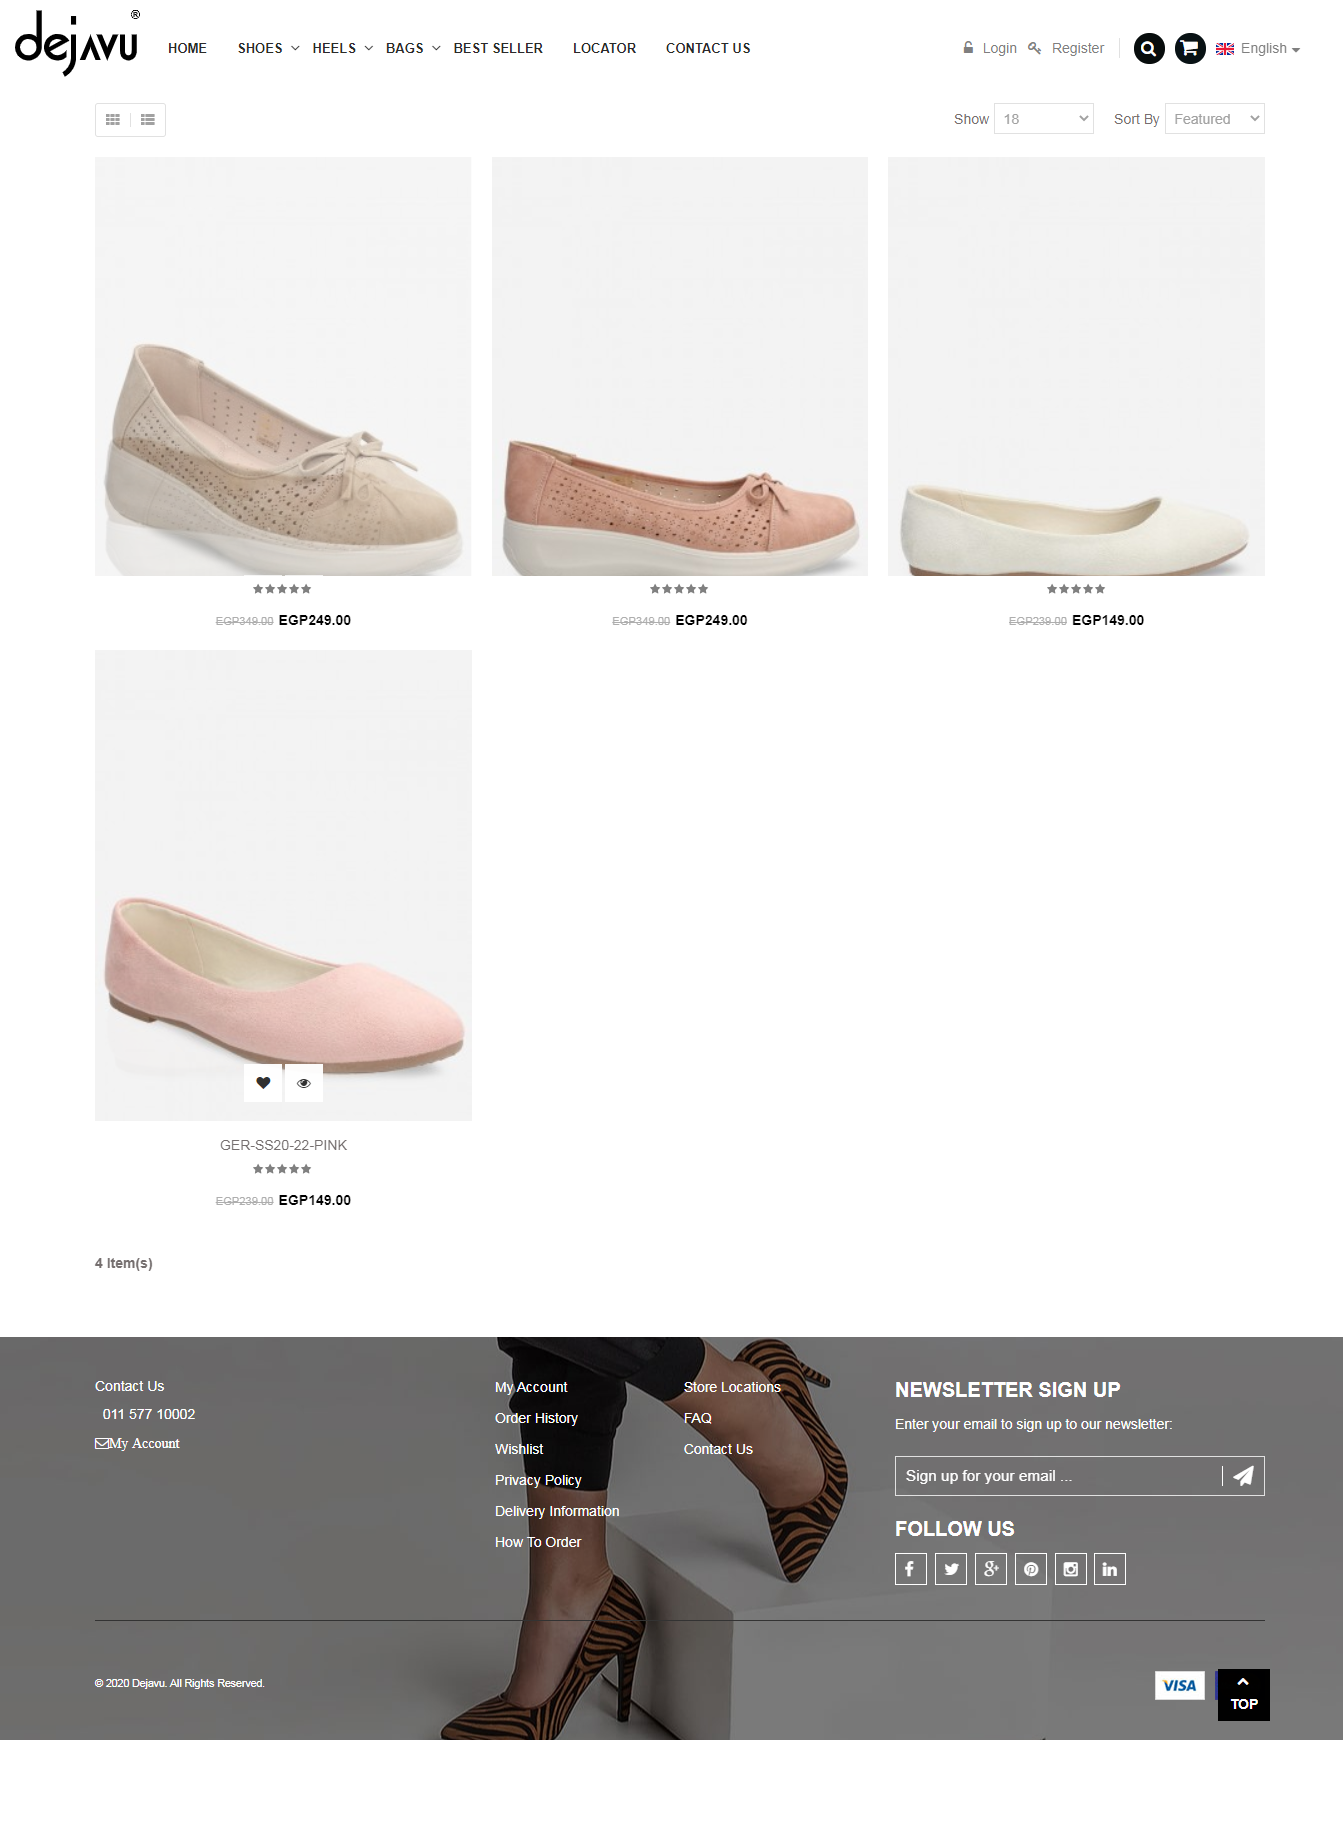 dejavu®
HOME SHOES HEELS BAGS BEST SELLER LOCATOR CONTACT US
Login Register English
Show 18 Sort By Featured
EGP349.00 EGP249.00
EGP349.00 EGP249.00
EGP239.00 EGP149.00
GER-SS20-22-PINK
EGP239.00 EGP149.00
4 Item(s)
Contact Us
011 577 10002
My Account
My Account
Order History
Wishlist
Privacy Policy
Delivery Information
How To Order
Store Locations
FAQ
Contact Us
NEWSLETTER SIGN UP
Enter your email to sign up to our newsletter:
Sign up for your email ...
FOLLOW US
© 2020 Dejavu. All Rights Reserved.
VISA
TOP